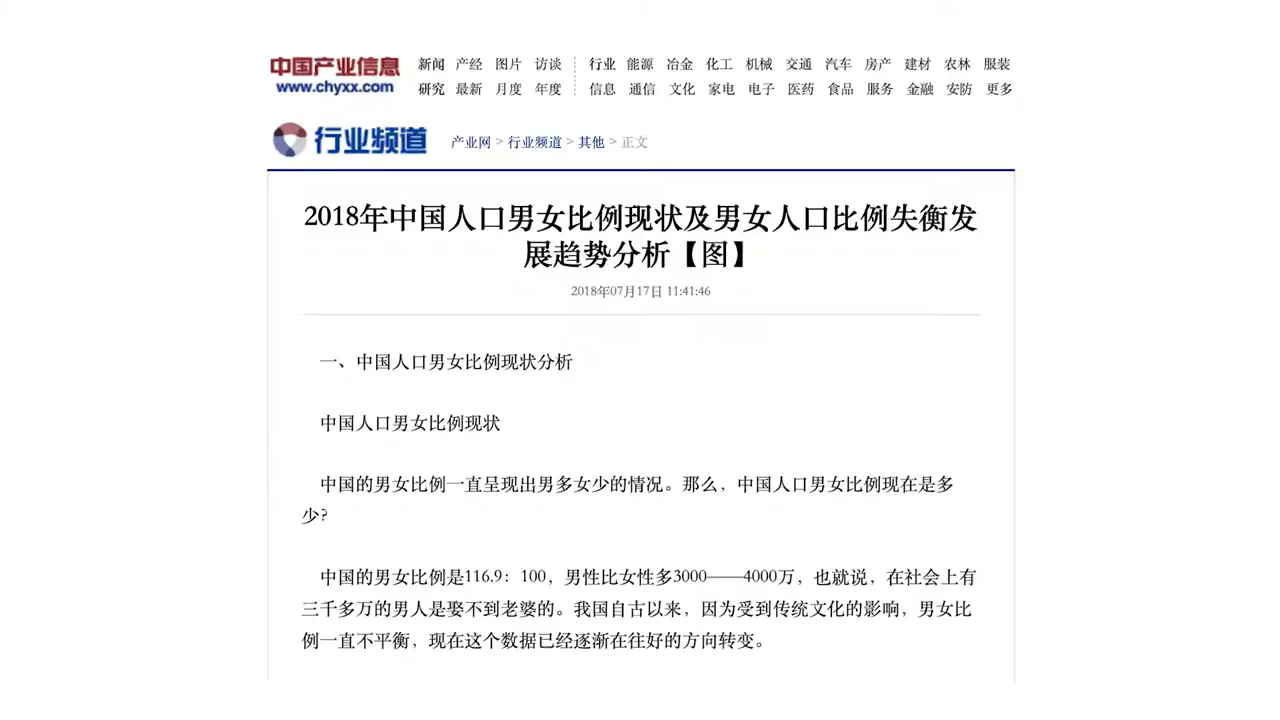 中国产业信息 新闻 产经 图片 访谈 行业 能源 冶金 化工 机械 交通 汽车 房产 建材 农林 服装
www.chyxx.com 研究 最新 月度 年度 信息 通信 文化 家电 电子 医药 食品 服务 金融 安防 更多
行业频道 产业网 > 行业频道 > 其他 > 正文
2018年中国人口男女比例现状及男女人口比例失衡发
展趋势分析【图】
2018年07月17日 11:41:46
一、中国人口男女比例现状分析
中国人口男女比例现状
中国的男女比例一直呈现出男多女少的情况。那么，中国人口男女比例现在是多
少?
中国的男女比例是116.9：100，男性比女性多3000——4000万，也就说，在社会上有
三千多万的男人是娶不到老婆的。我国自古以来，因为受到传统文化的影响，男女比
例一直不平衡，现在这个数据已经逐渐在往好的方向转变。